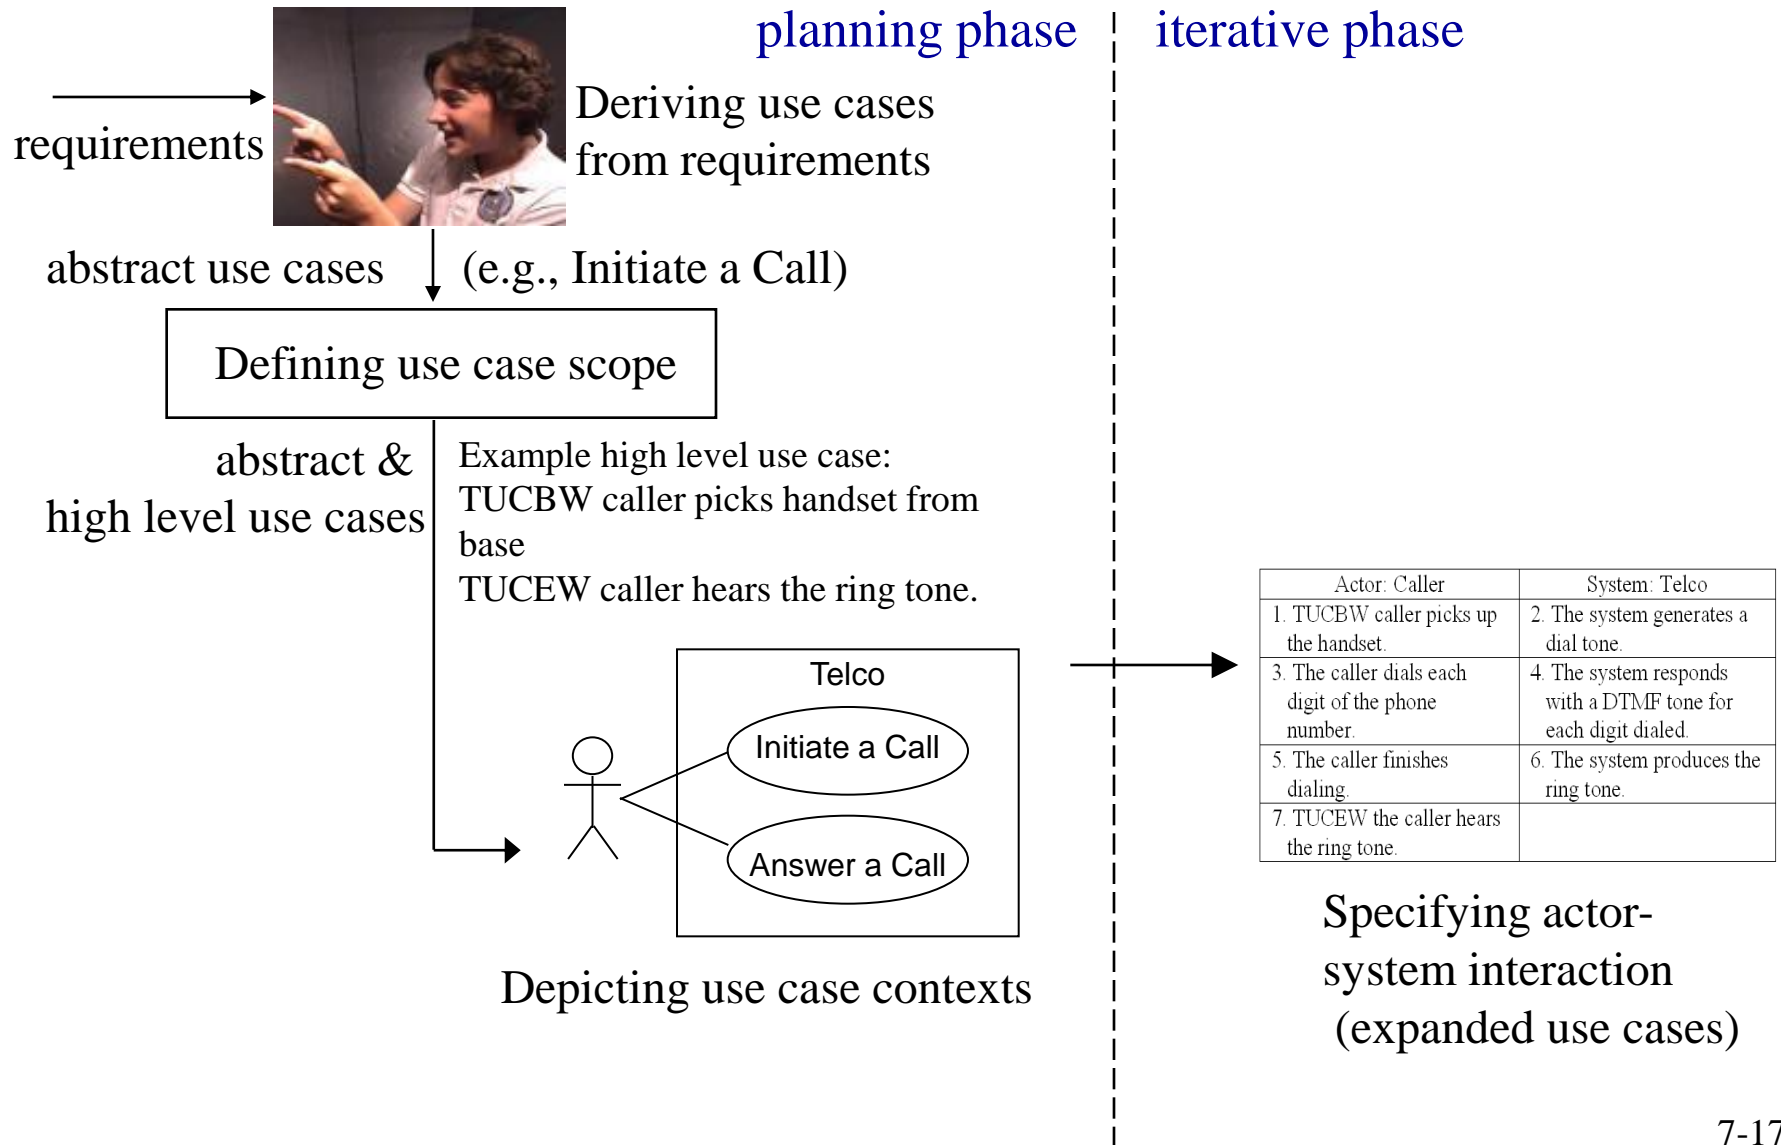 planning phase
iterative phase
requirements
Deriving use cases
from requirements
abstract use cases
(e.g., Initiate a Call)
Defining use case scope
abstract &
high level use cases
Example high level use case:
TUCBW caller picks handset from
base
TUCEW caller hears the ring tone.
Telco
Initiate a Call
Answer a Call
Depicting use case contexts
Actor: Caller
System: Telco
1. TUCBW caller picks up
the handset.
2. The system generates a
dial tone.
3. The caller dials each
digit of the phone
number.
4. The system responds
with a DTMF tone for
each digit dialed.
5. The caller finishes
dialing.
6. The system produces the
ring tone.
7. TUCEW the caller hears
the ring tone.
Specifying actor-
system interaction
(expanded use cases)
7-17